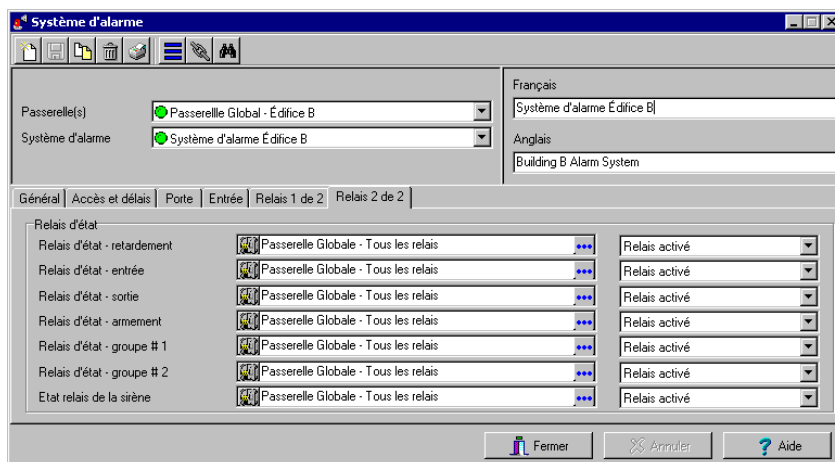 Système d'alarme
Français
Passerelle(s)
Passerellle Global - Édifice B
Système d'alarme Édifice B
Système d'alarme
Système d'alarme Édifice B
Anglais
Building B Alarm System
Général
Accès et délais
Porte
Entrée
Relais 1 de 2
Relais 2 de 2
Relais d'état
Relais d'état - retardement
Passerelle Globale - Tous les relais
Relais activé
Relais d'état - entrée
Passerelle Globale - Tous les relais
Relais activé
Relais d'état - sortie
Passerelle Globale - Tous les relais
Relais activé
Relais d'état - armement
Passerelle Globale - Tous les relais
Relais activé
Relais d'état - groupe # 1
Passerelle Globale - Tous les relais
Relais activé
Relais d'état - groupe # 2
Passerelle Globale - Tous les relais
Relais activé
Etat relais de la sirène
Passerelle Globale - Tous les relais
Relais activé
Fermer
Annuler
Aide